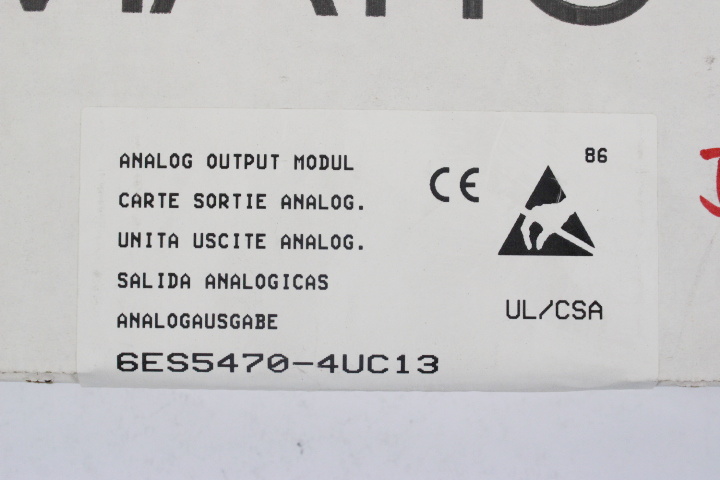 ANALOG OUTPUT MODUL
CARTE SORTIE ANALOG.
UNITA USCITE ANALOG.
SALIDA ANALOGICAS
ANALOGAUSGABE
6ES5470-4UC13
CE
86
UL/CSA